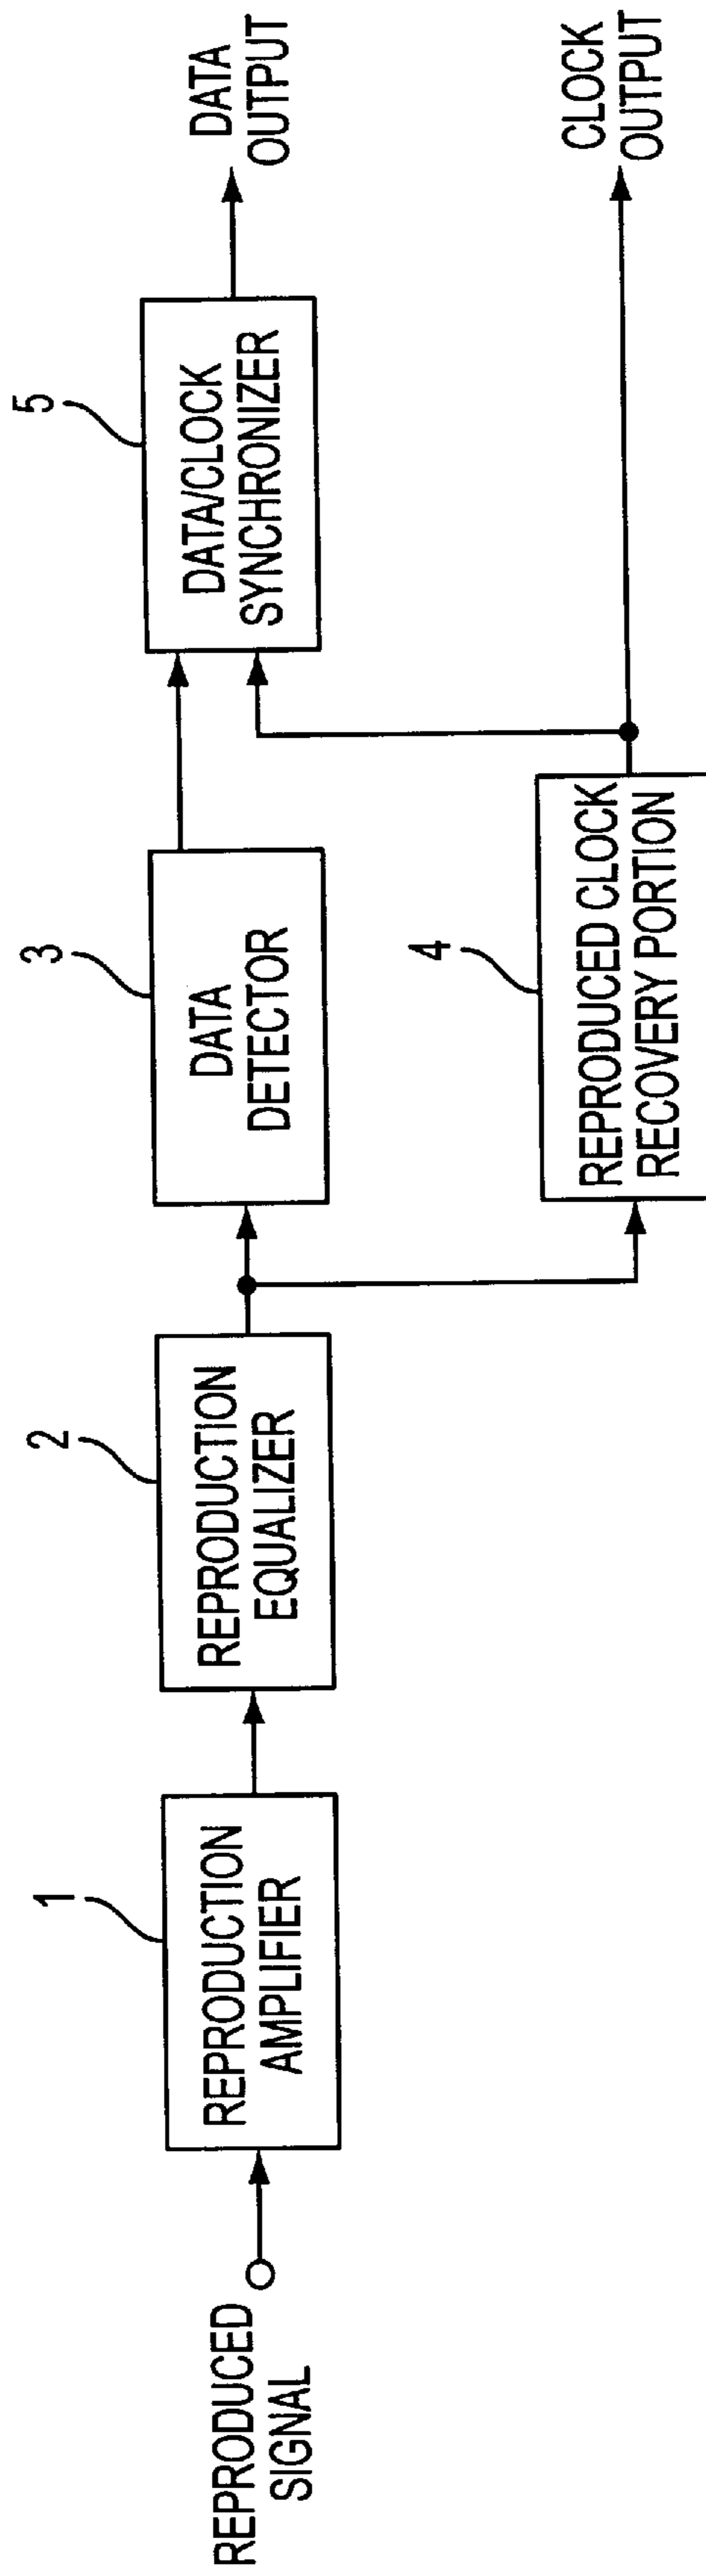 REPRODUCED
SIGNAL
1
REPRODUCTION
AMPLIFIER
2
REPRODUCTION
EQUALIZER
3
DATA
DETECTOR
4
REPRODUCED CLOCK
RECOVERY PORTION
5
DATA/CLOCK
SYNCHRONIZER
DATA
OUTPUT
CLOCK
OUTPUT